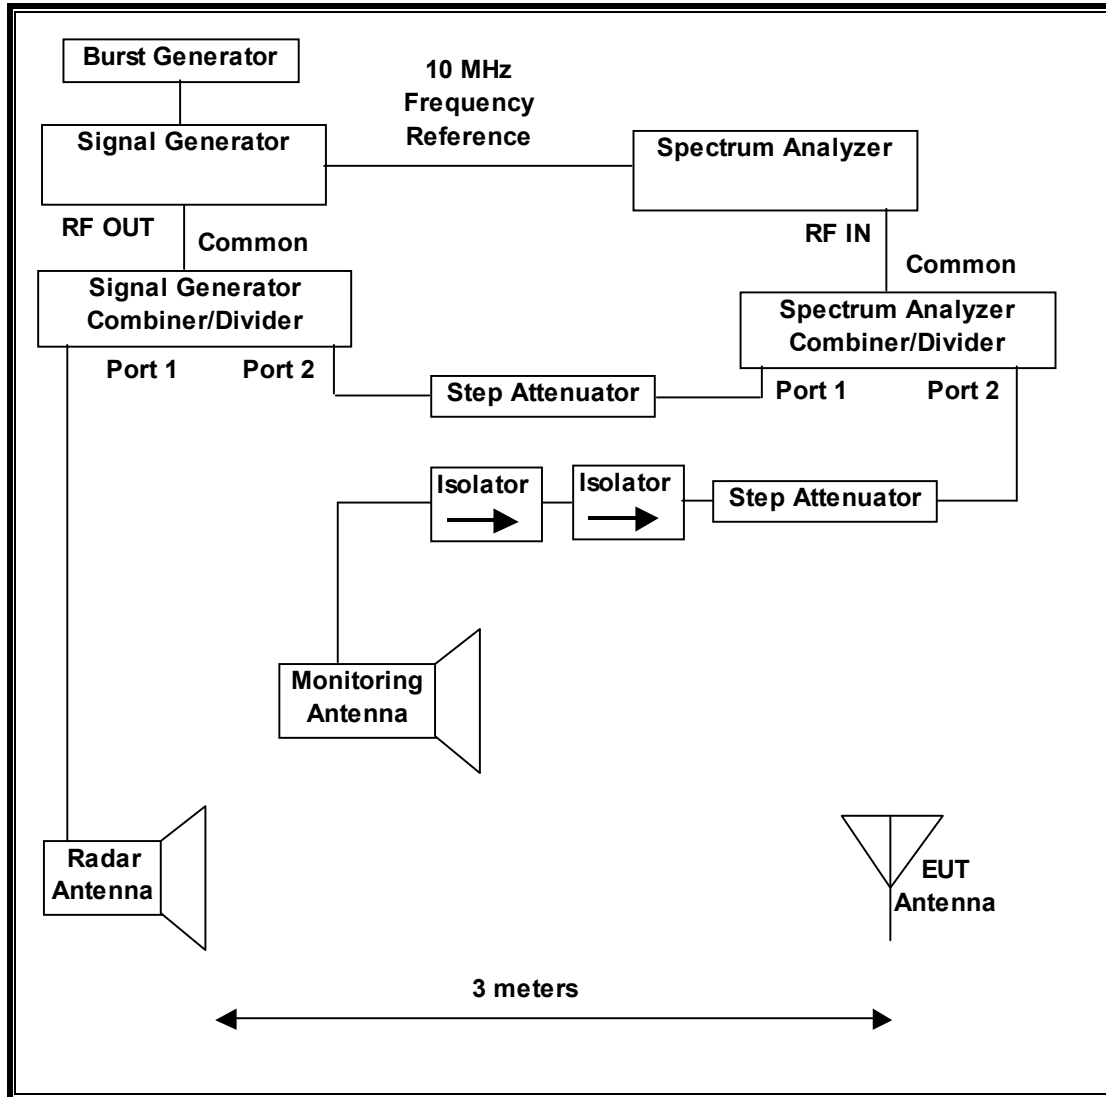 Burst Generator
10 MHz
Frequency
Reference
Signal Generator
Spectrum Analyzer
RF OUT
Common
RF IN
Common
Signal Generator
Combiner/Divider
Spectrum Analyzer
Combiner/Divider
Port 1
Port 2
Step Attenuator
Port 1
Port 2
Isolator
Isolator
Step Attenuator
Monitoring
Antenna
Radar
Antenna
EUT
Antenna
3 meters